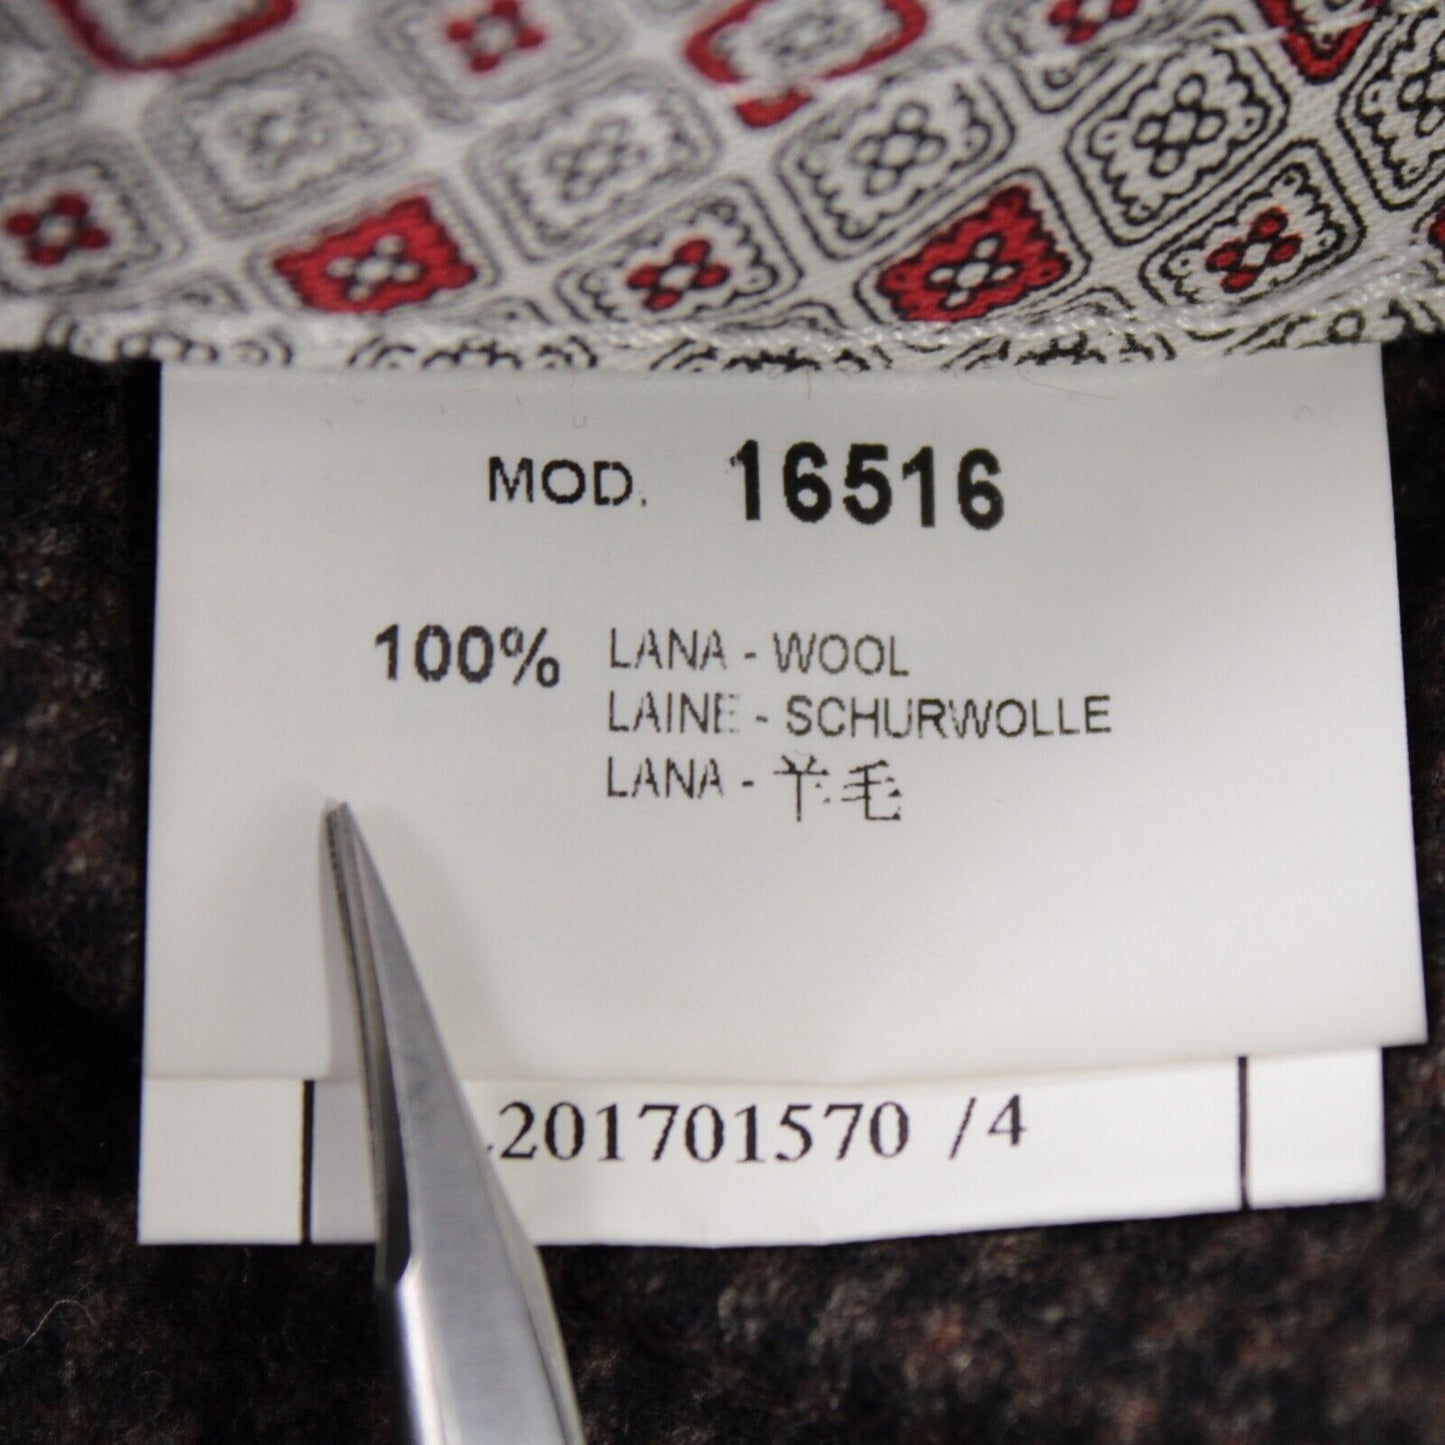 MOD. 16516
100% LANA - WOOL
LAINE - SCHURWOLLE
LANA - 羊毛
201701570 /4